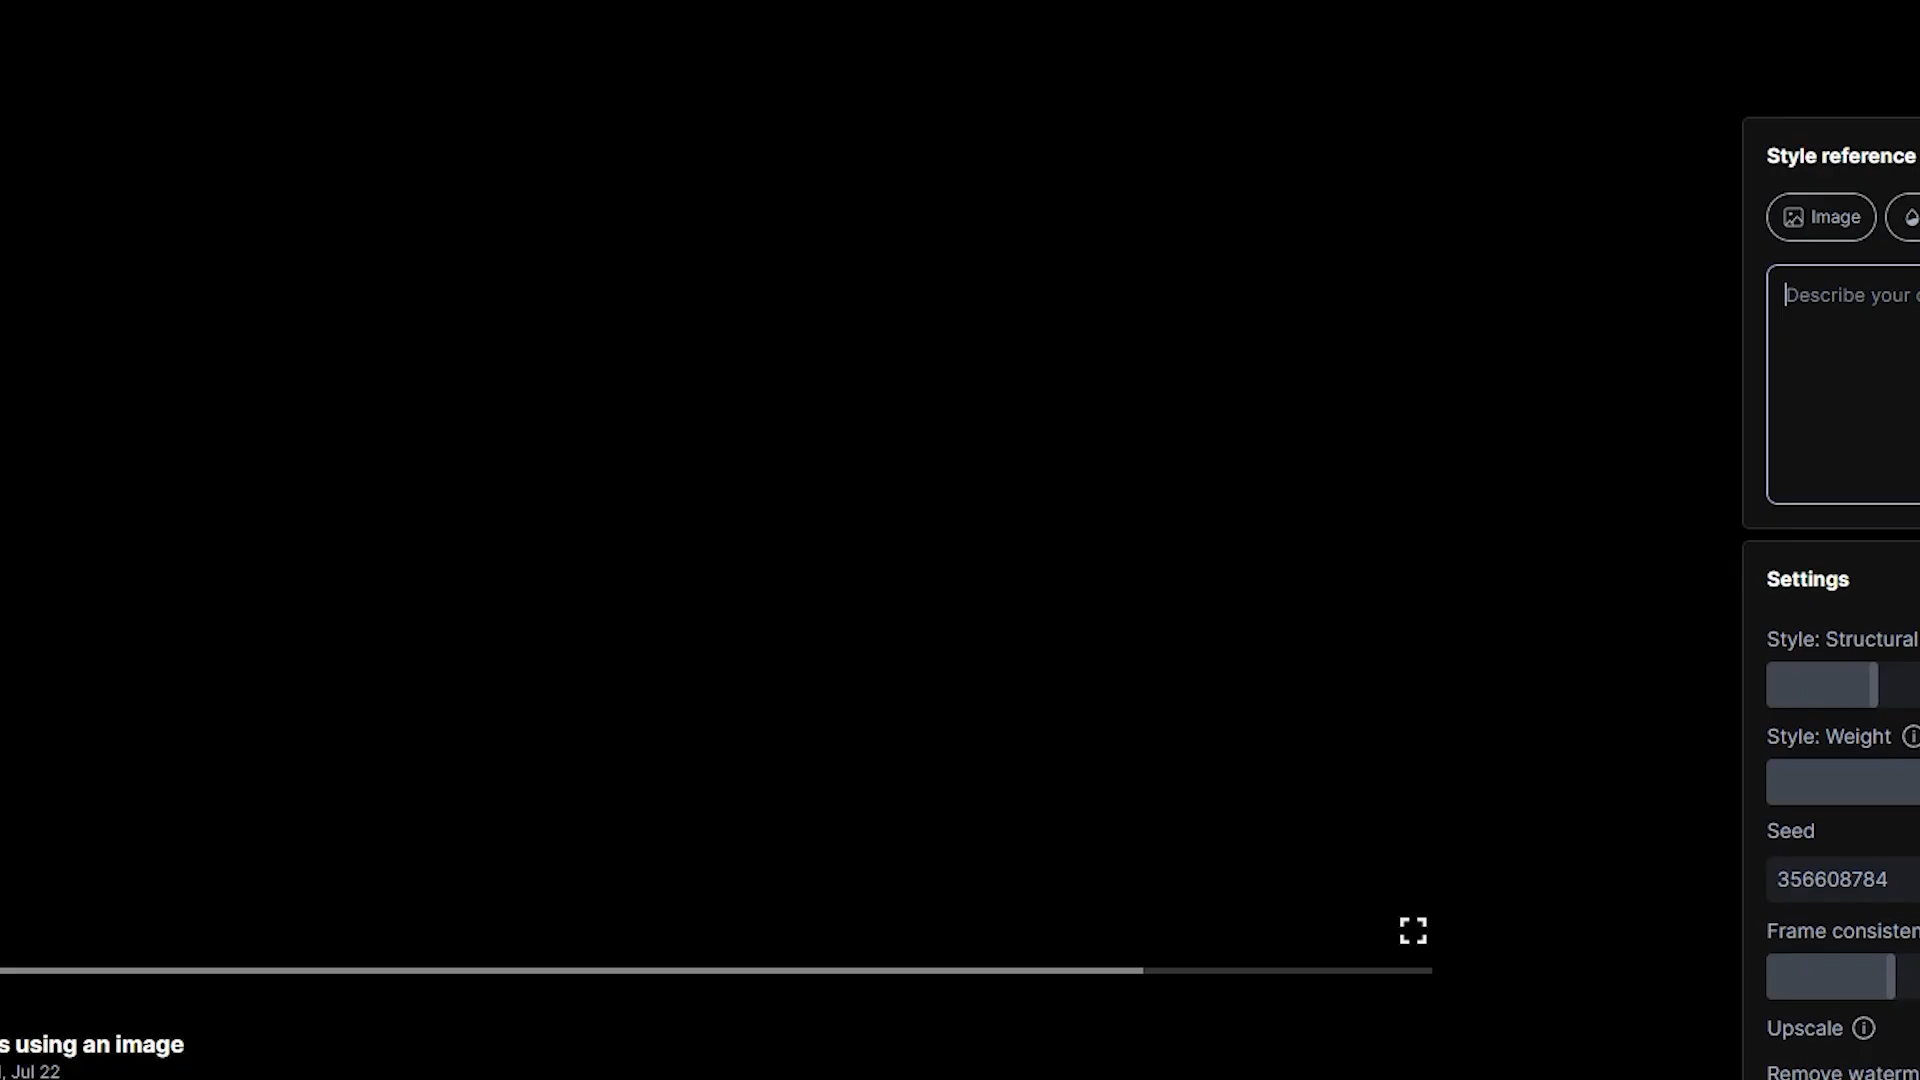 Style reference
Image
Describe your
Settings
Style: Structural
Style: Weight
Seed
356608784
Frame consisten
Upscale
Remove waterm
s using an image
, Jul 22